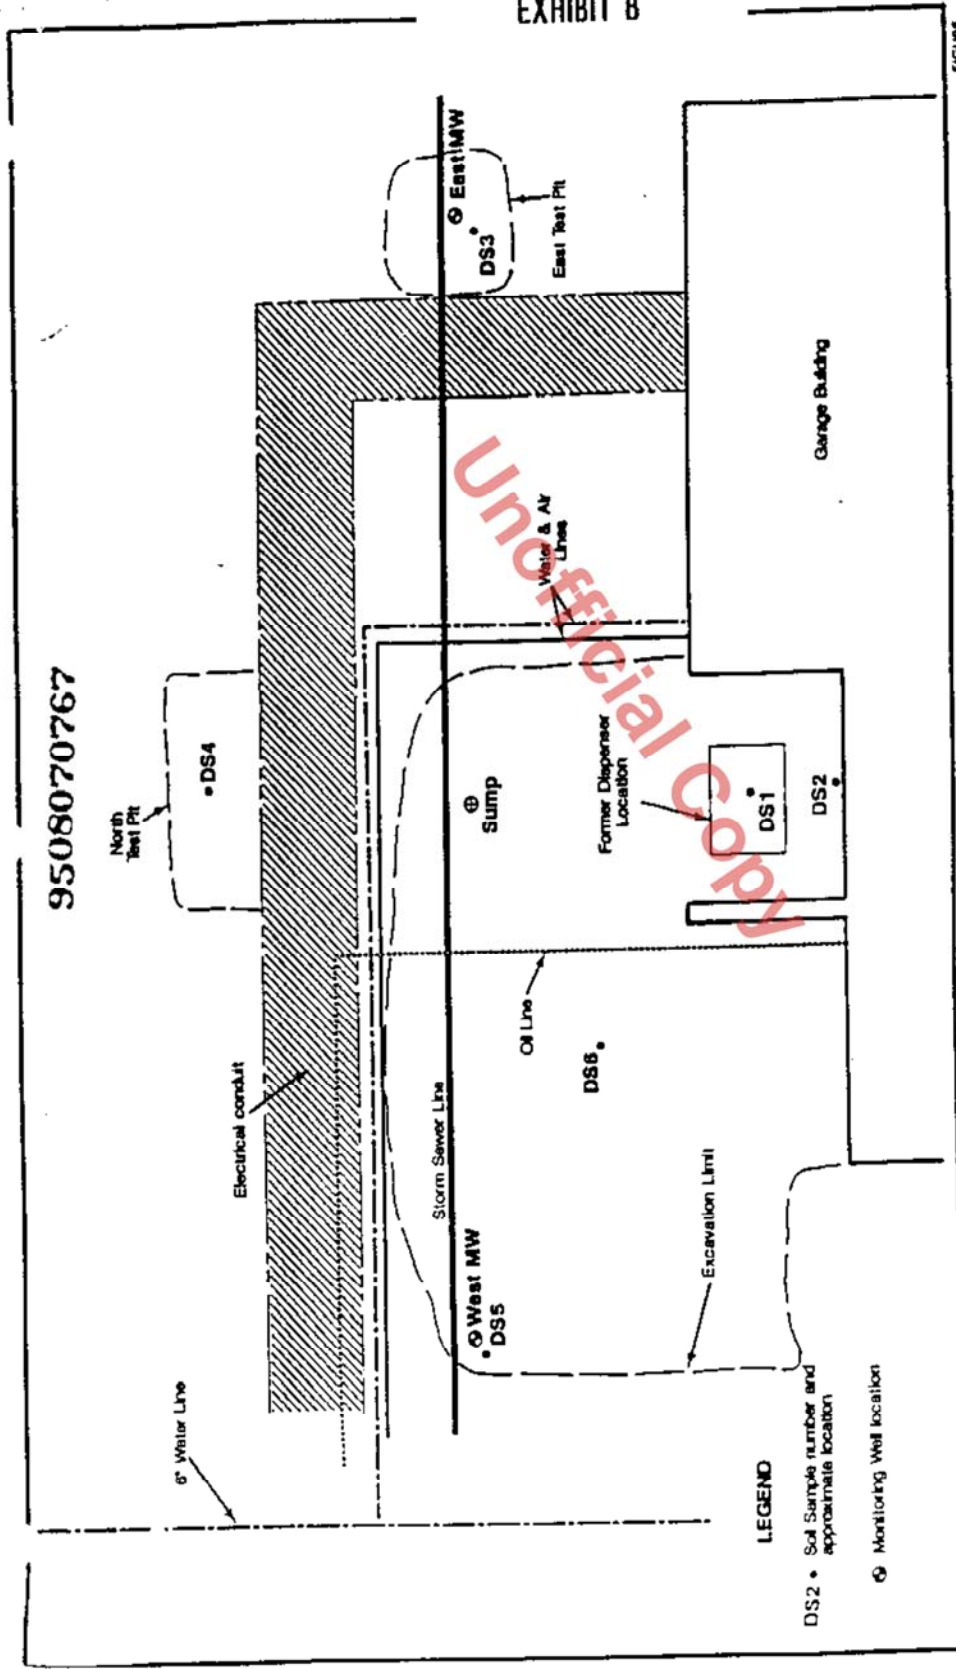 EXHIBIT B
9508070767
North
Test Pit
DS4
Electrical conduit
6" Water Line
East MW
DS3
East Test Pit
Water & Air
Lines
Storm Sewer Line
West MW
DS5
Sump
Oil Line
DS6
Former Dispenser
Location
DS1
DS2
Garage Building
Excavation Limit
LEGEND
DS2 • Soil Sample number and
approximate location
Monitoring Well location
Unofficial Copy